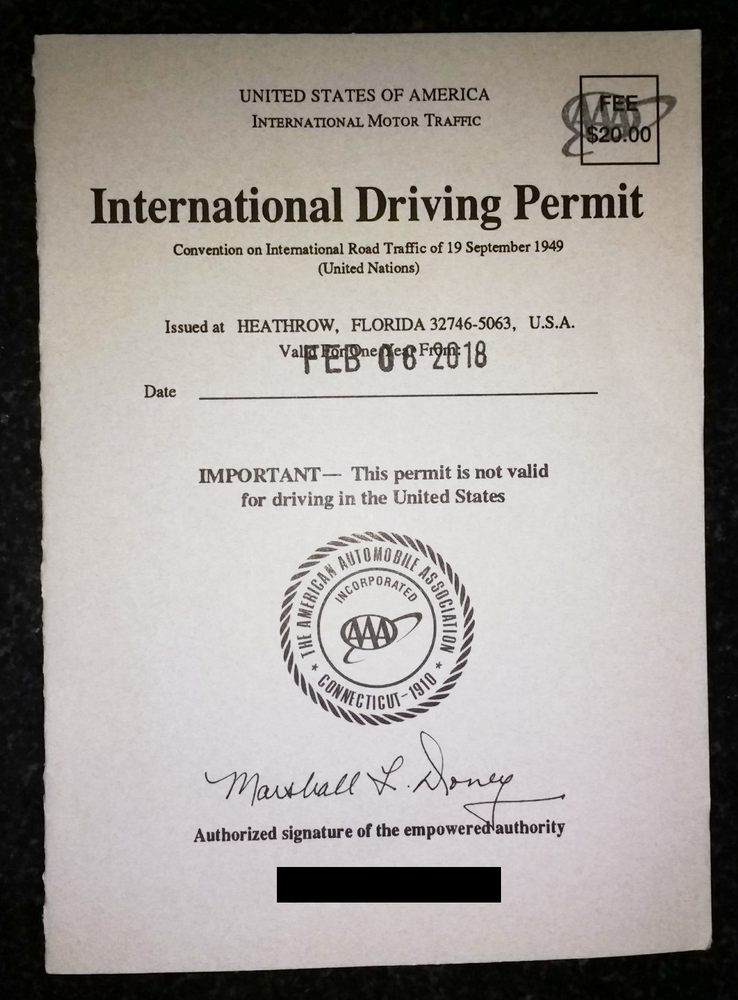 UNITED STATES OF AMERICA
INTERNATIONAL MOTOR TRAFFIC
AAA
FEE
$20.00
International Driving Permit
Convention on International Road Traffic of 19 September 1949
(United Nations)
Issued at HEATHROW, FLORIDA 32746-5063, U.S.A.
Valid For One Year From:
FEB 06 2018
Date
IMPORTANT— This permit is not valid
for driving in the United States
THE AMERICAN AUTOMOBILE ASSOCIATION
INCORPORATED
AAA
* CONNECTICUT-1910 *
Marshall L. Doney
Authorized signature of the empowered authority